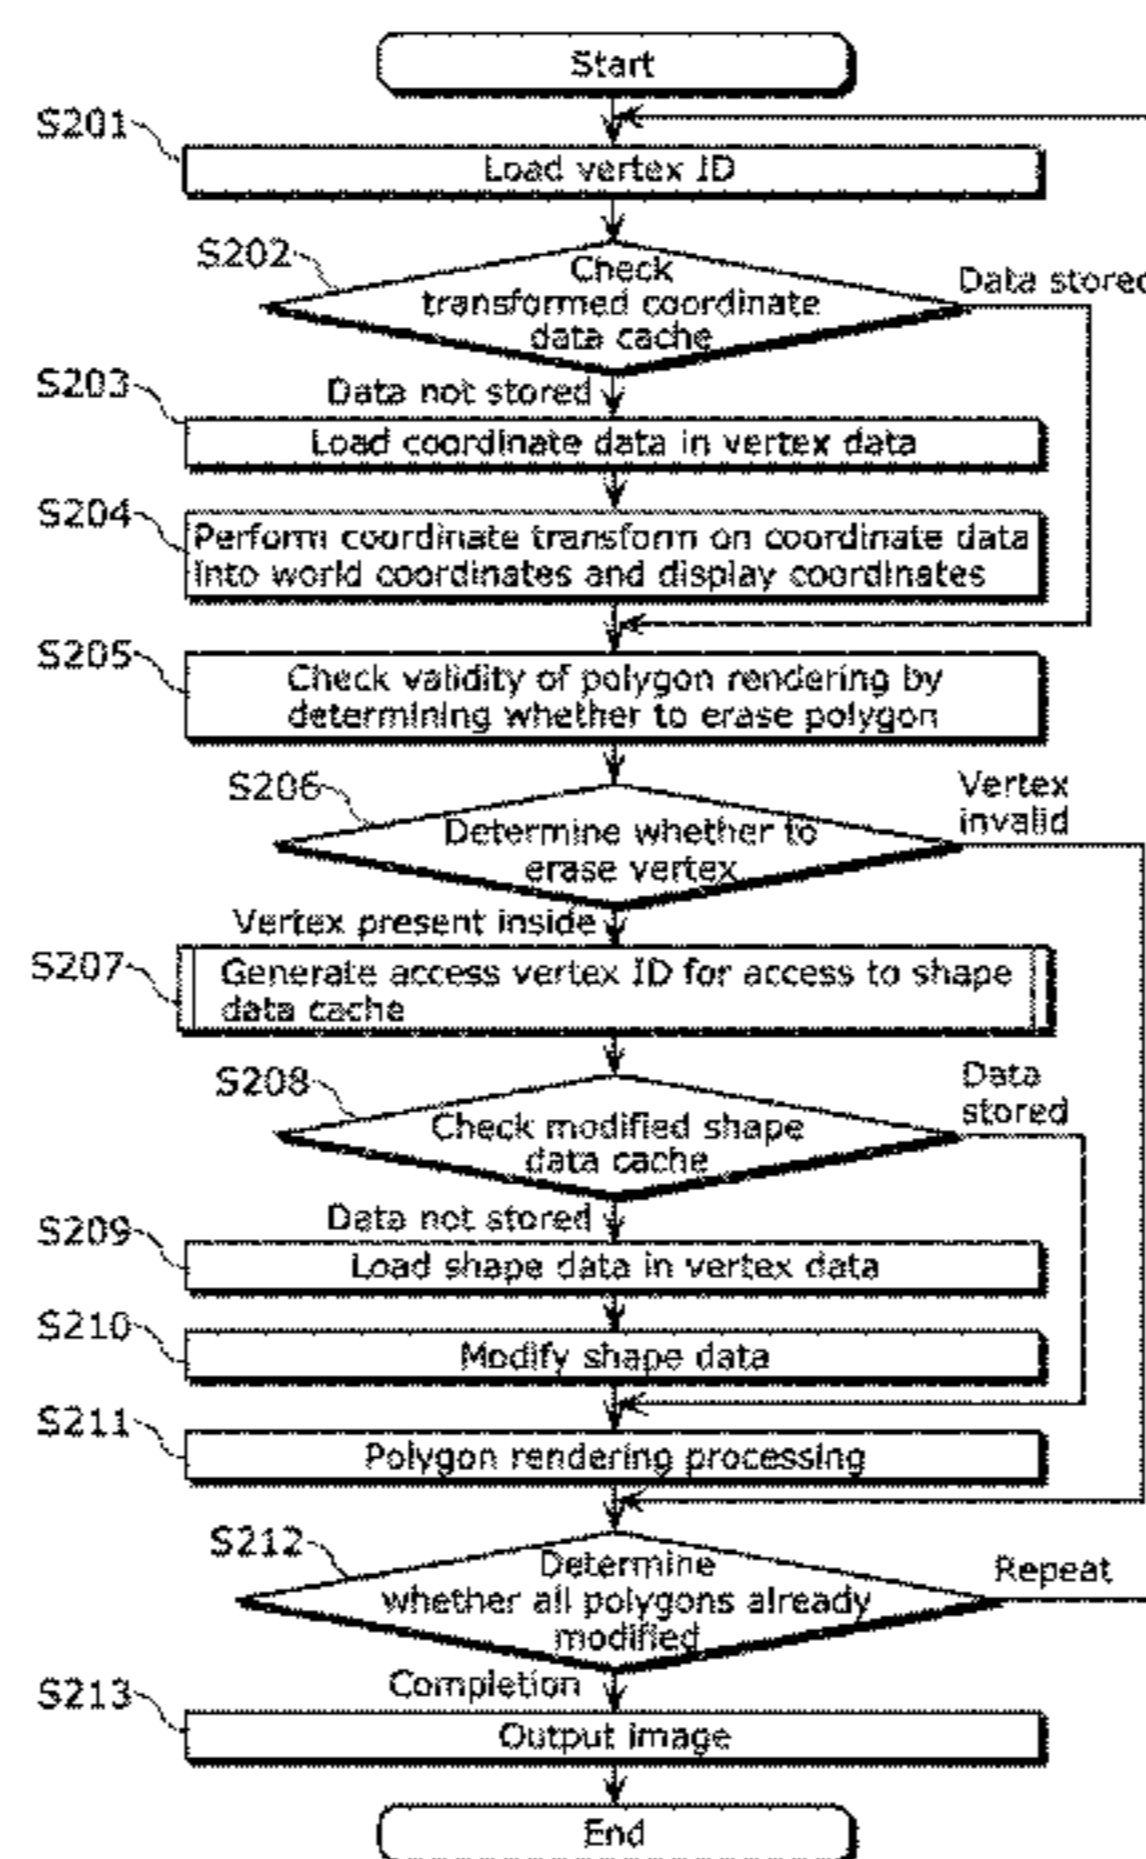 Start
S201
Load vertex ID
S202
Check
transformed coordinate
data cache
Data stored
Data not stored
S203
Load coordinate data in vertex data
S204
Perform coordinate transform on coordinate data
into world coordinates and display coordinates
S205
Check validity of polygon rendering by
determining whether to erase polygon
S206
Determine whether to
erase vertex
Vertex
invalid
Vertex present inside
S207
Generate access vertex ID for access to shape
data cache
S208
Check modified shape
data cache
Data
stored
Data not stored
S209
Load shape data in vertex data
S210
Modify shape data
S211
Polygon rendering processing
S212
Determine
whether all polygons already
modified
Repeat
Completion
S213
Output image
End